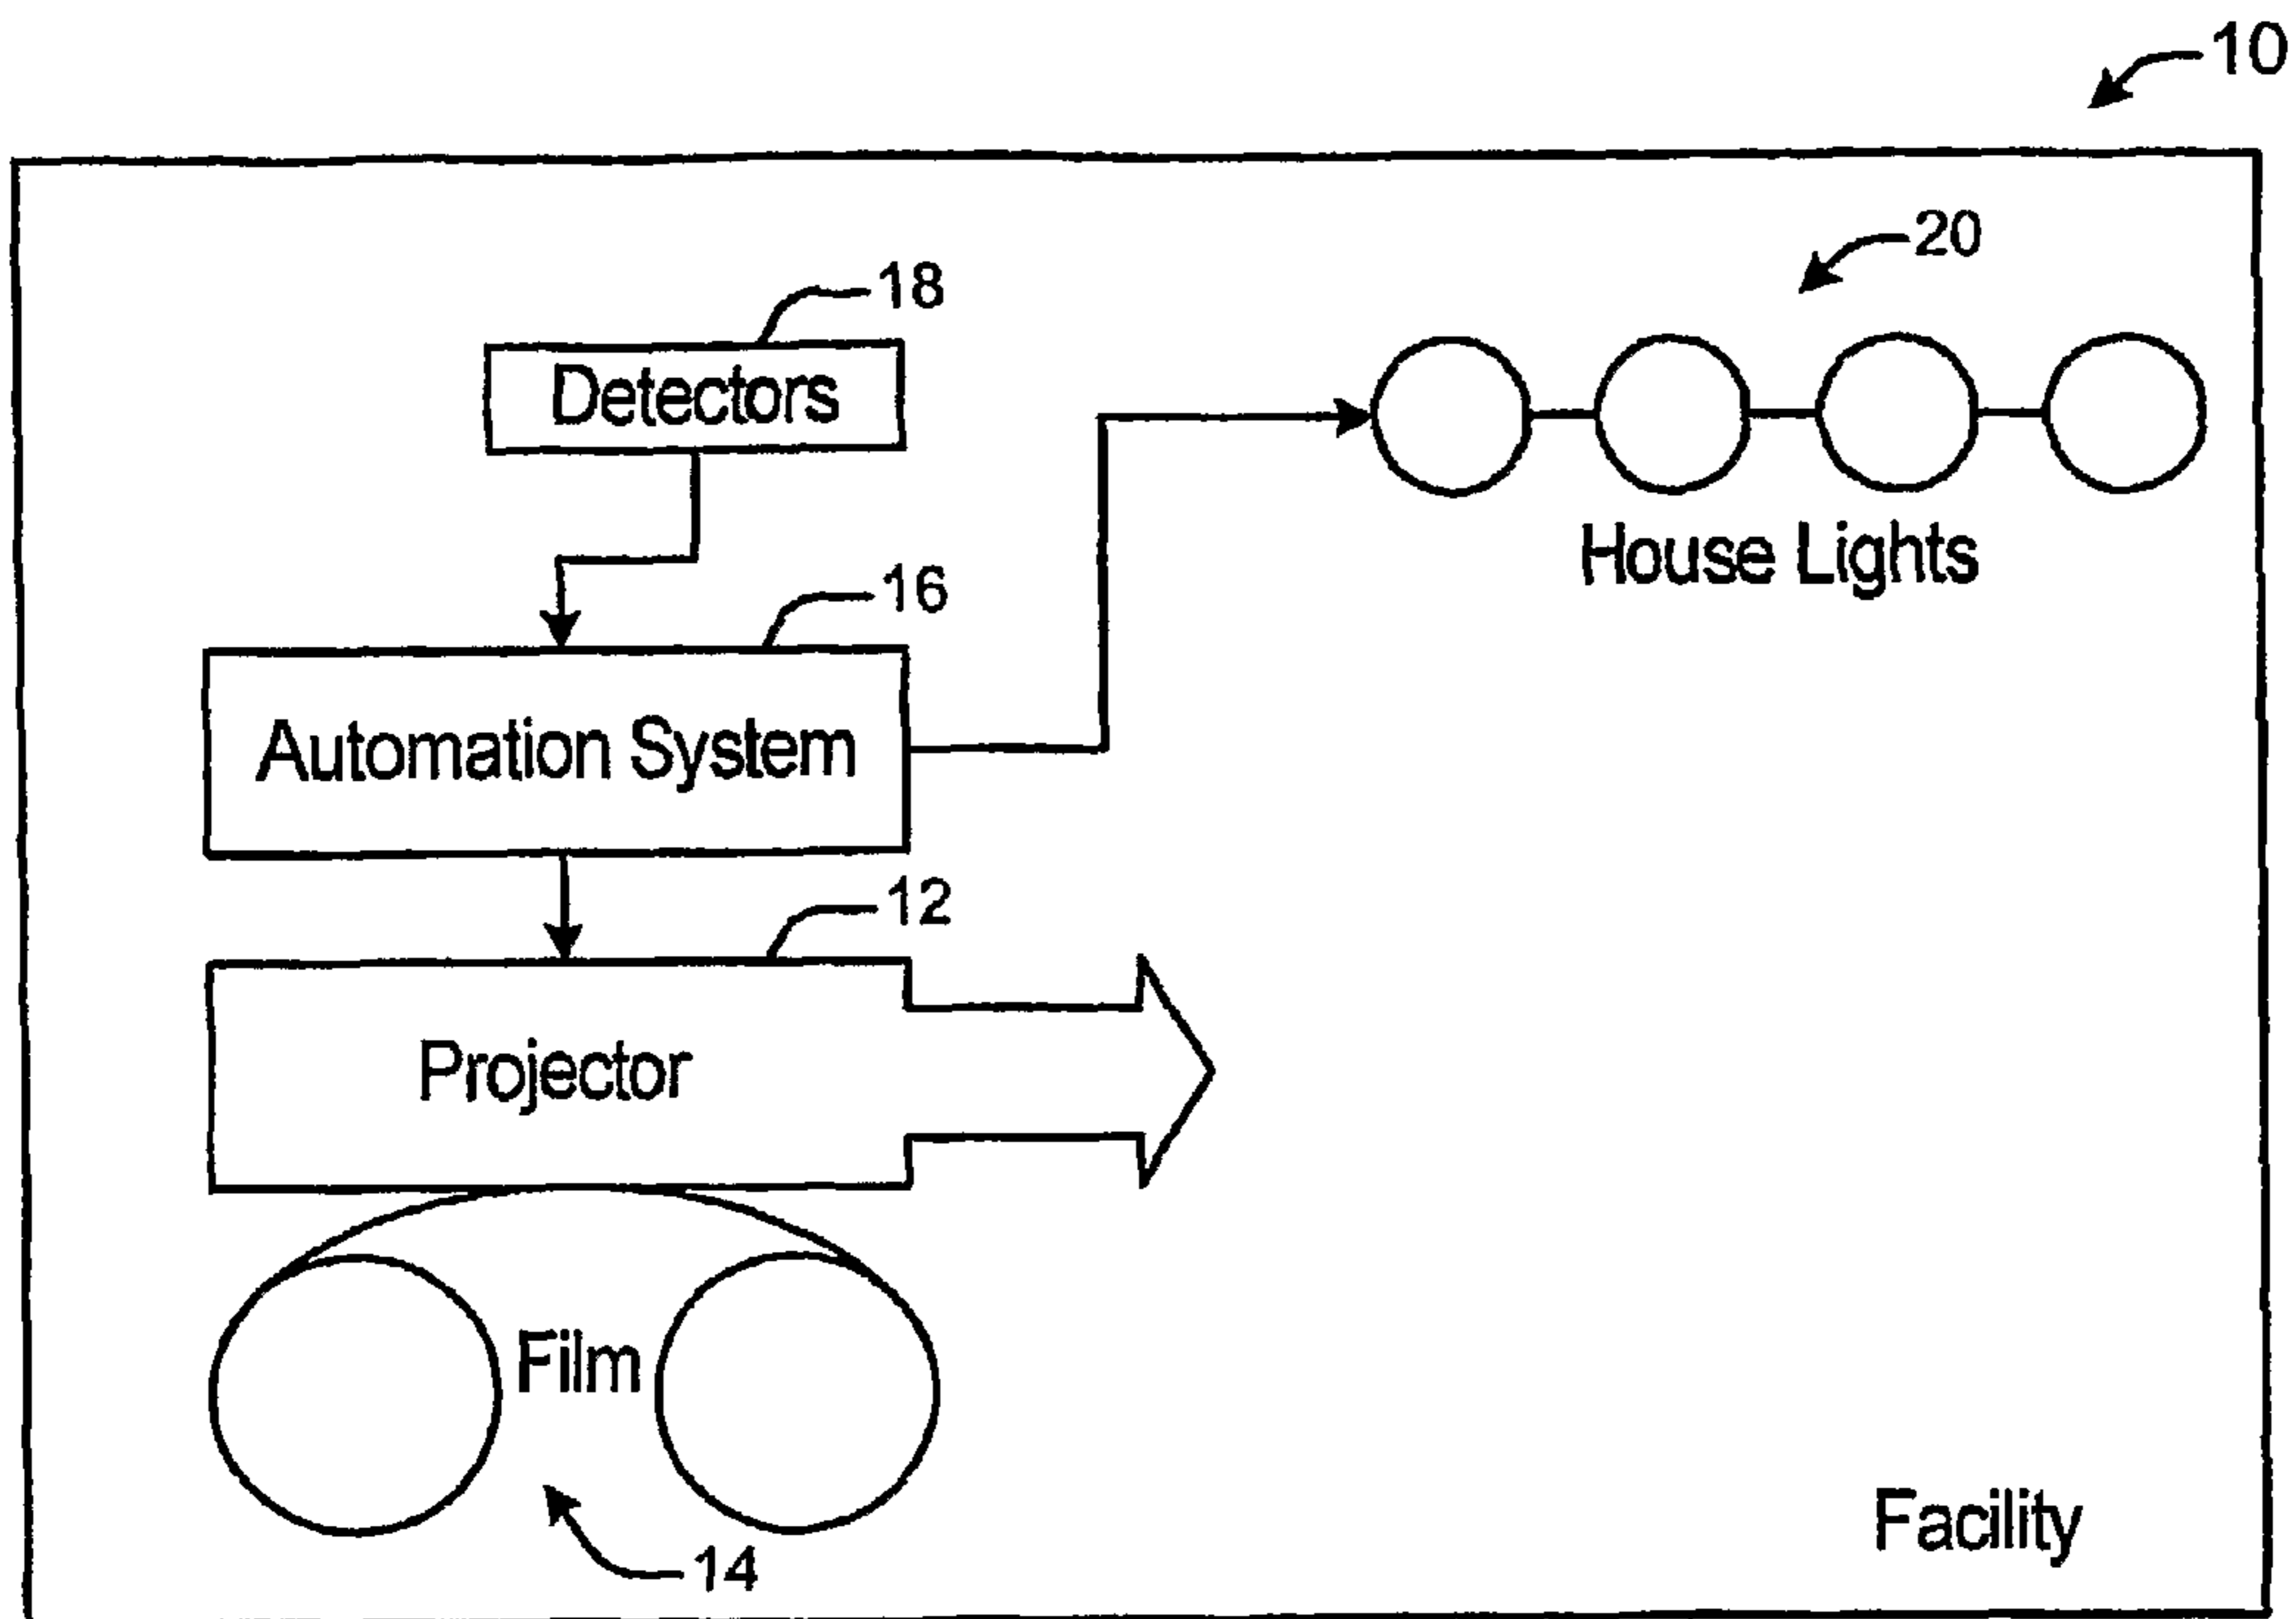 10
20
18
Detectors
House Lights
16
Automation System
12
Projector
Film
14
Facility